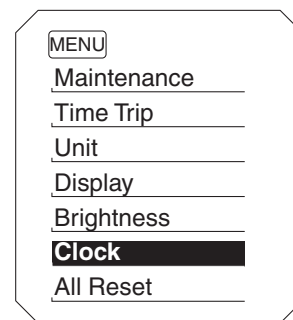 MENU
Maintenance
Time Trip
Unit
Display
Brightness
Clock
All Reset